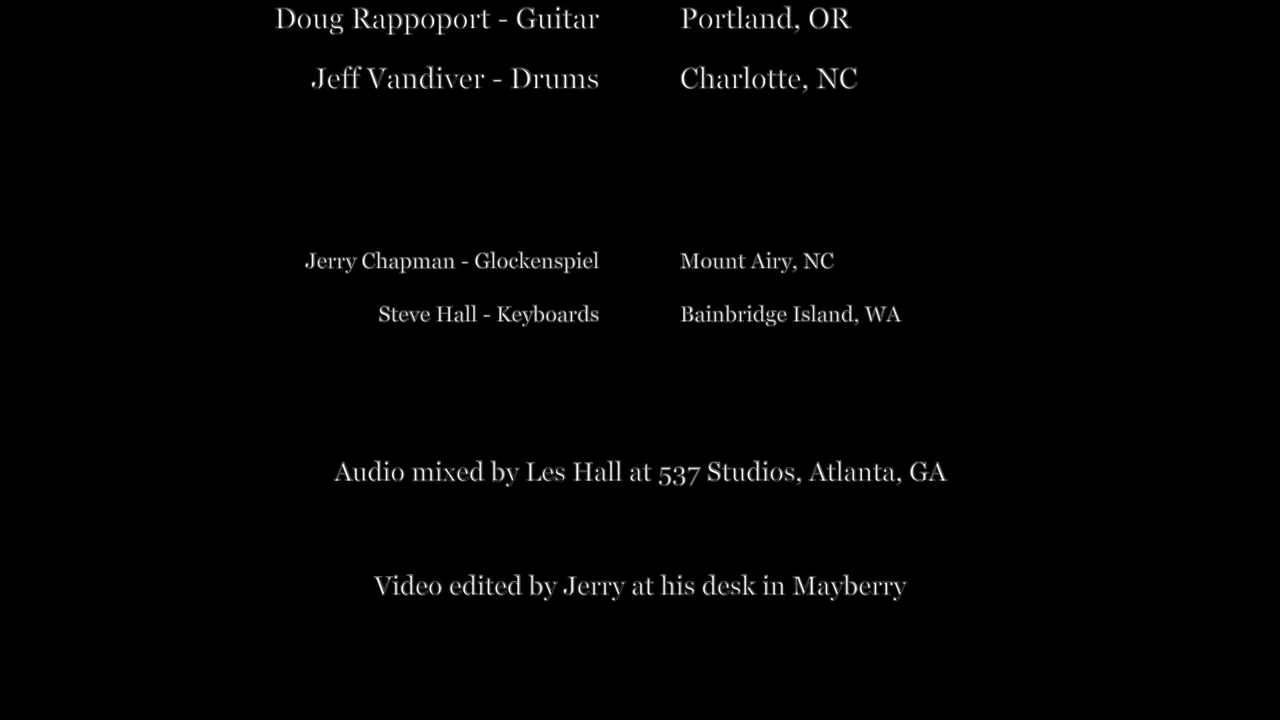 Doug Rappoport - Guitar Portland, OR
Jeff Vandiver - Drums Charlotte, NC
Jerry Chapman - Glockenspiel Mount Airy, NC
Steve Hall - Keyboards Bainbridge Island, WA
Audio mixed by Les Hall at 537 Studios, Atlanta, GA
Video edited by Jerry at his desk in Mayberry